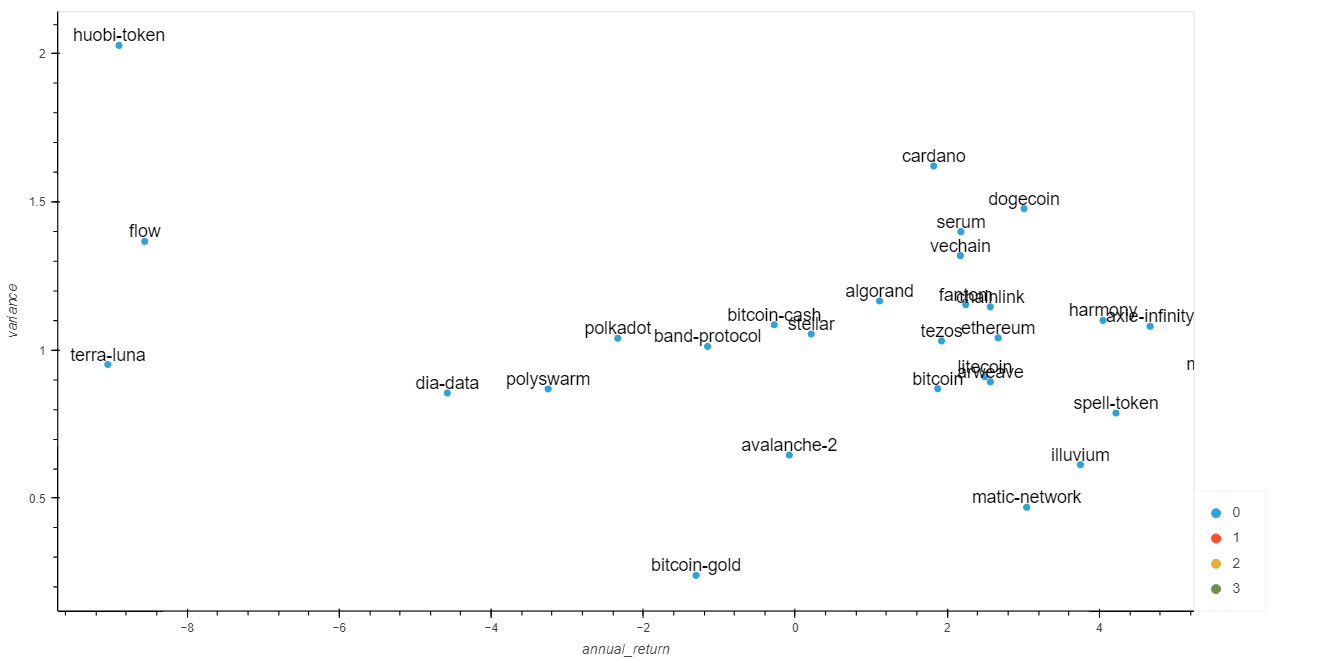 huobi-token
2
cardano
1.5
dogecoin
serum
flow
vechain
algorand
fantom
chainlink
harmony
axie-infinity
bitcoin-cash
stellar
polkadot
band-protocol
tezos
ethereum
variance
1
terra-luna
dia-data
polyswarm
bitcoin
litecoin
arweave
spell-token
avalanche-2
illuvium
0.5
matic-network
bitcoin-gold
0
1
2
3
−8
−6
−4
−2
0
2
4
annual_return